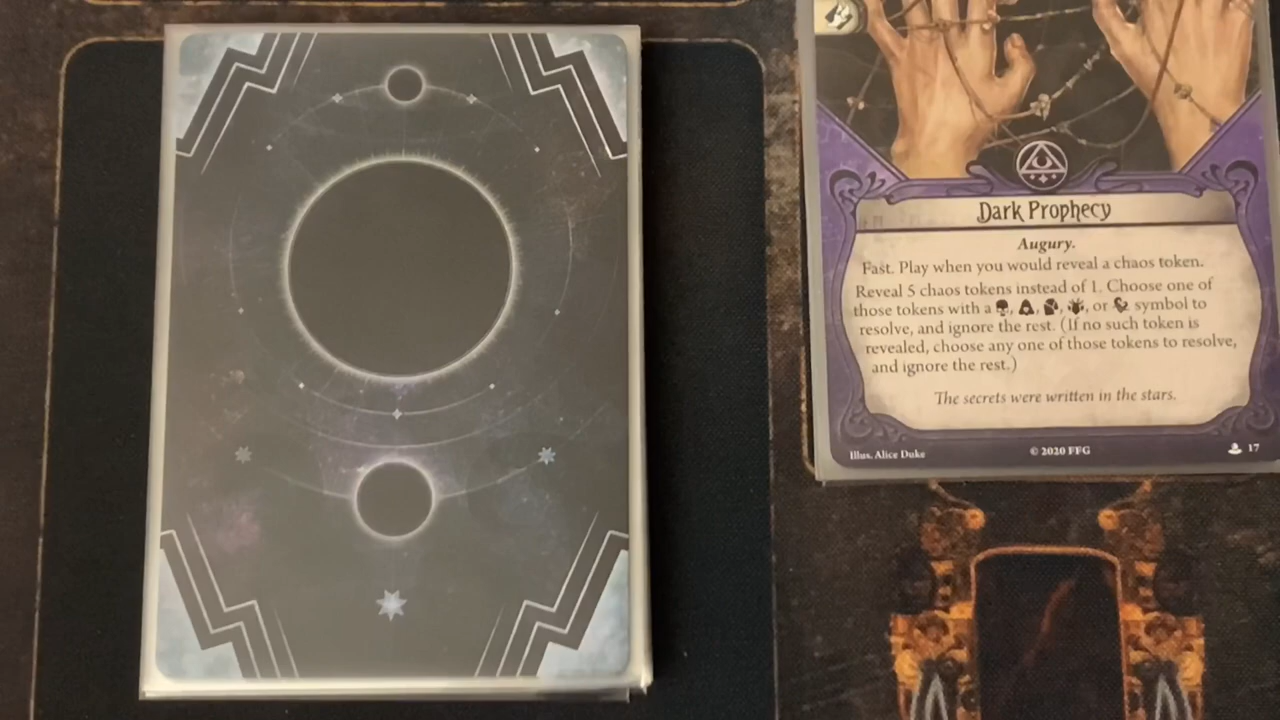 Dark Prophecy
Augury.
Fast. Play when you would reveal a chaos token.
Reveal 5 chaos tokens instead of 1. Choose one of
those tokens with a , , , , or symbol to
resolve, and ignore the rest. (If no such token is
revealed, choose any one of those tokens to resolve,
and ignore the rest.)
The secrets were written in the stars.
Illus. Alice Duke
© 2020 FFG
17